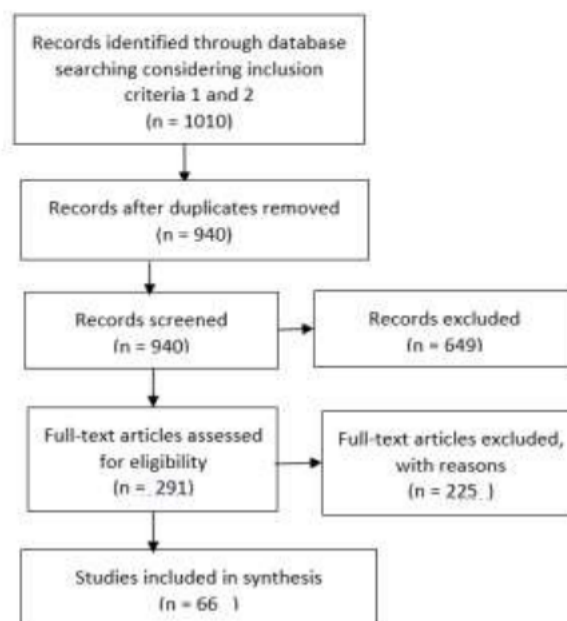 Records identified through database
searching considering inclusion
criteria 1 and 2
(n = 1010)
Records after duplicates removed
(n = 940)
Records screened
(n = 940)
Records excluded
(n = 649)
Full-text articles assessed
for eligibility
(n = 291)
Full-text articles excluded,
with reasons
(n = 225 )
Studies included in synthesis
(n = 66 )